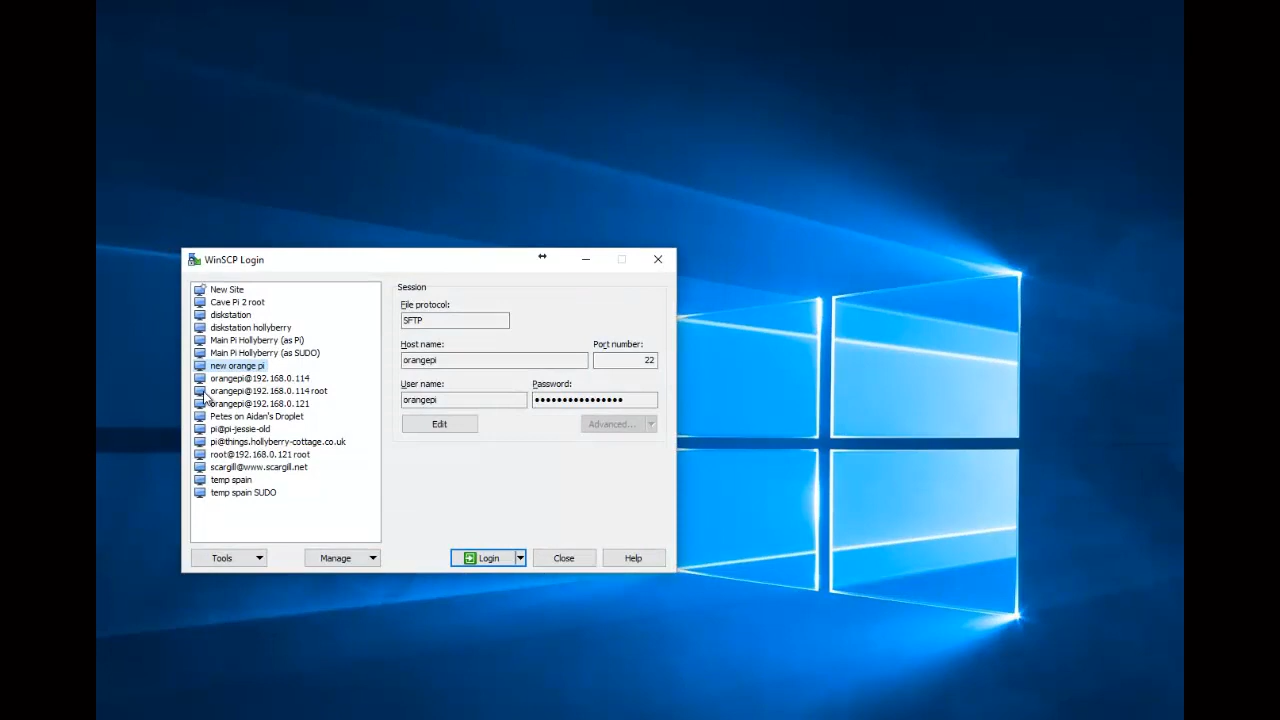 WinSCP Login
New Site
Cave Pi 2 root
diskstation
diskstation hollyberry
Main Pi Hollyberry (as Pi)
Main Pi Hollyberry (as SUDO)
new orange pi
orangepi@192.168.0.114
orangepi@192.168.0.114 root
orangepi@192.168.0.121
Petes on Aidan's Droplet
pi@pi-jessie-old
pi@things.hollyberry-cottage.co.uk
root@192.168.0.121 root
scargill@www.scargill.net
temp spain
temp spain SUDO
Session
File protocol:
SFTP
Host name: Port number:
orangepi 22
User name: Password:
orangepi ••••••••••••••••
Edit Advanced...
Tools Manage Login Close Help